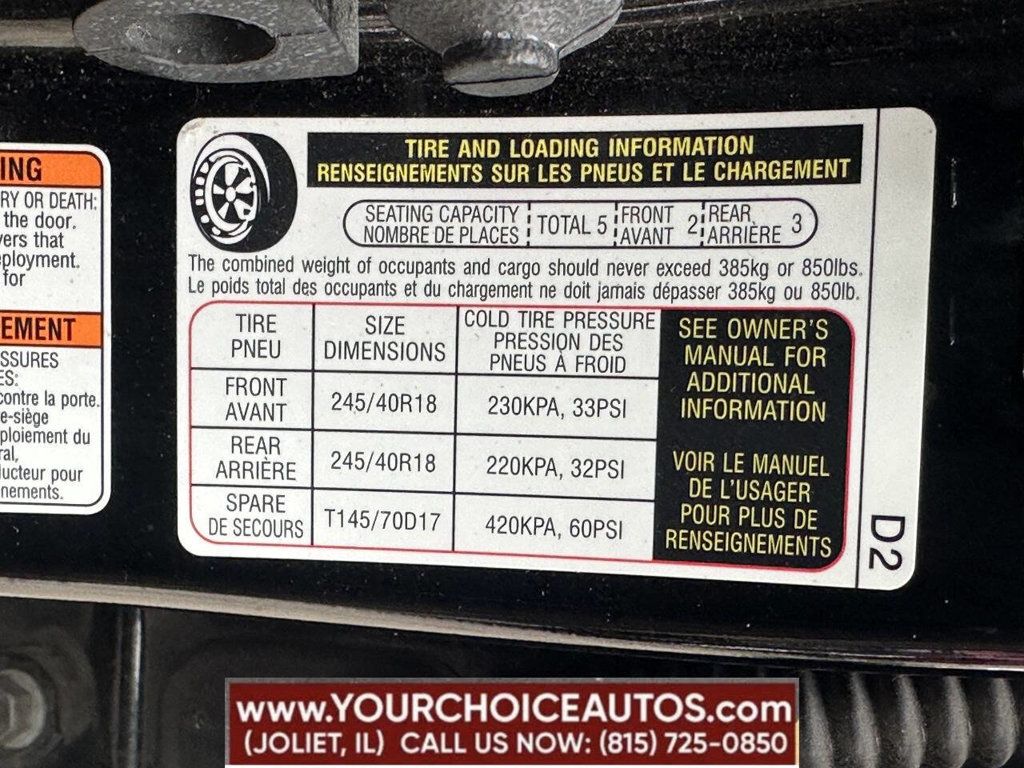 TIRE AND LOADING INFORMATION
RENSEIGNEMENTS SUR LES PNEUS ET LE CHARGEMENT
SEATING CAPACITY
NOMBRE DE PLACES
TOTAL 5
FRONT
AVANT
2
REAR
ARRIÈRE
3
The combined weight of occupants and cargo should never exceed 385kg or 850lbs.
Le poids total des occupants et du chargement ne doit jamais dépasser 385kg ou 850lb.
TIRE
PNEU
SIZE
DIMENSIONS
COLD TIRE PRESSURE
PRESSION DES
PNEUS À FROID
FRONT
AVANT
245/40R18
230KPA, 33PSI
REAR
ARRIÈRE
245/40R18
220KPA, 32PSI
SPARE
DE SECOURS
T145/70D17
420KPA, 60PSI
SEE OWNER'S
MANUAL FOR
ADDITIONAL
INFORMATION
VOIR LE MANUEL
DE L'USAGER
POUR PLUS DE
RENSEIGNEMENTS
D2
ING
RY OR DEATH:
the door.
vers that
eployment.
for
EMENT
SSURES
ES:
contre la porte.
e-siège
ploiement du
ral,
ucteur pour
nements.
www.YOURCHOICEAUTOS.com
(JOLIET, IL) CALL US NOW: (815) 725-0850